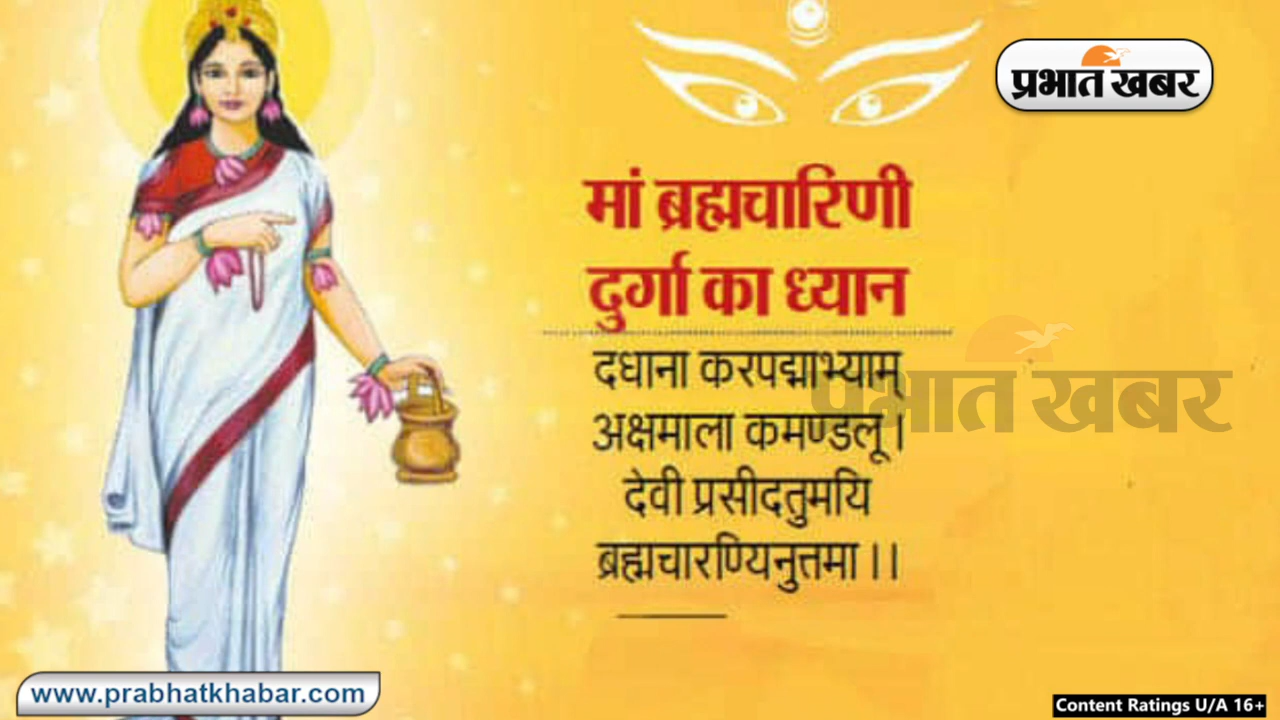 प्रभात खबर
मां ब्रह्मचारिणी
दुर्गा का ध्यान
दधाना करपद्माभ्याम्
अक्षमाला कमण्डलू ।
देवी प्रसीदतुमयि
ब्रह्मचारण्यिनुतमा ।।
प्रभात खबर
www.prabhatkhabar.com
Content Ratings U/A 16+